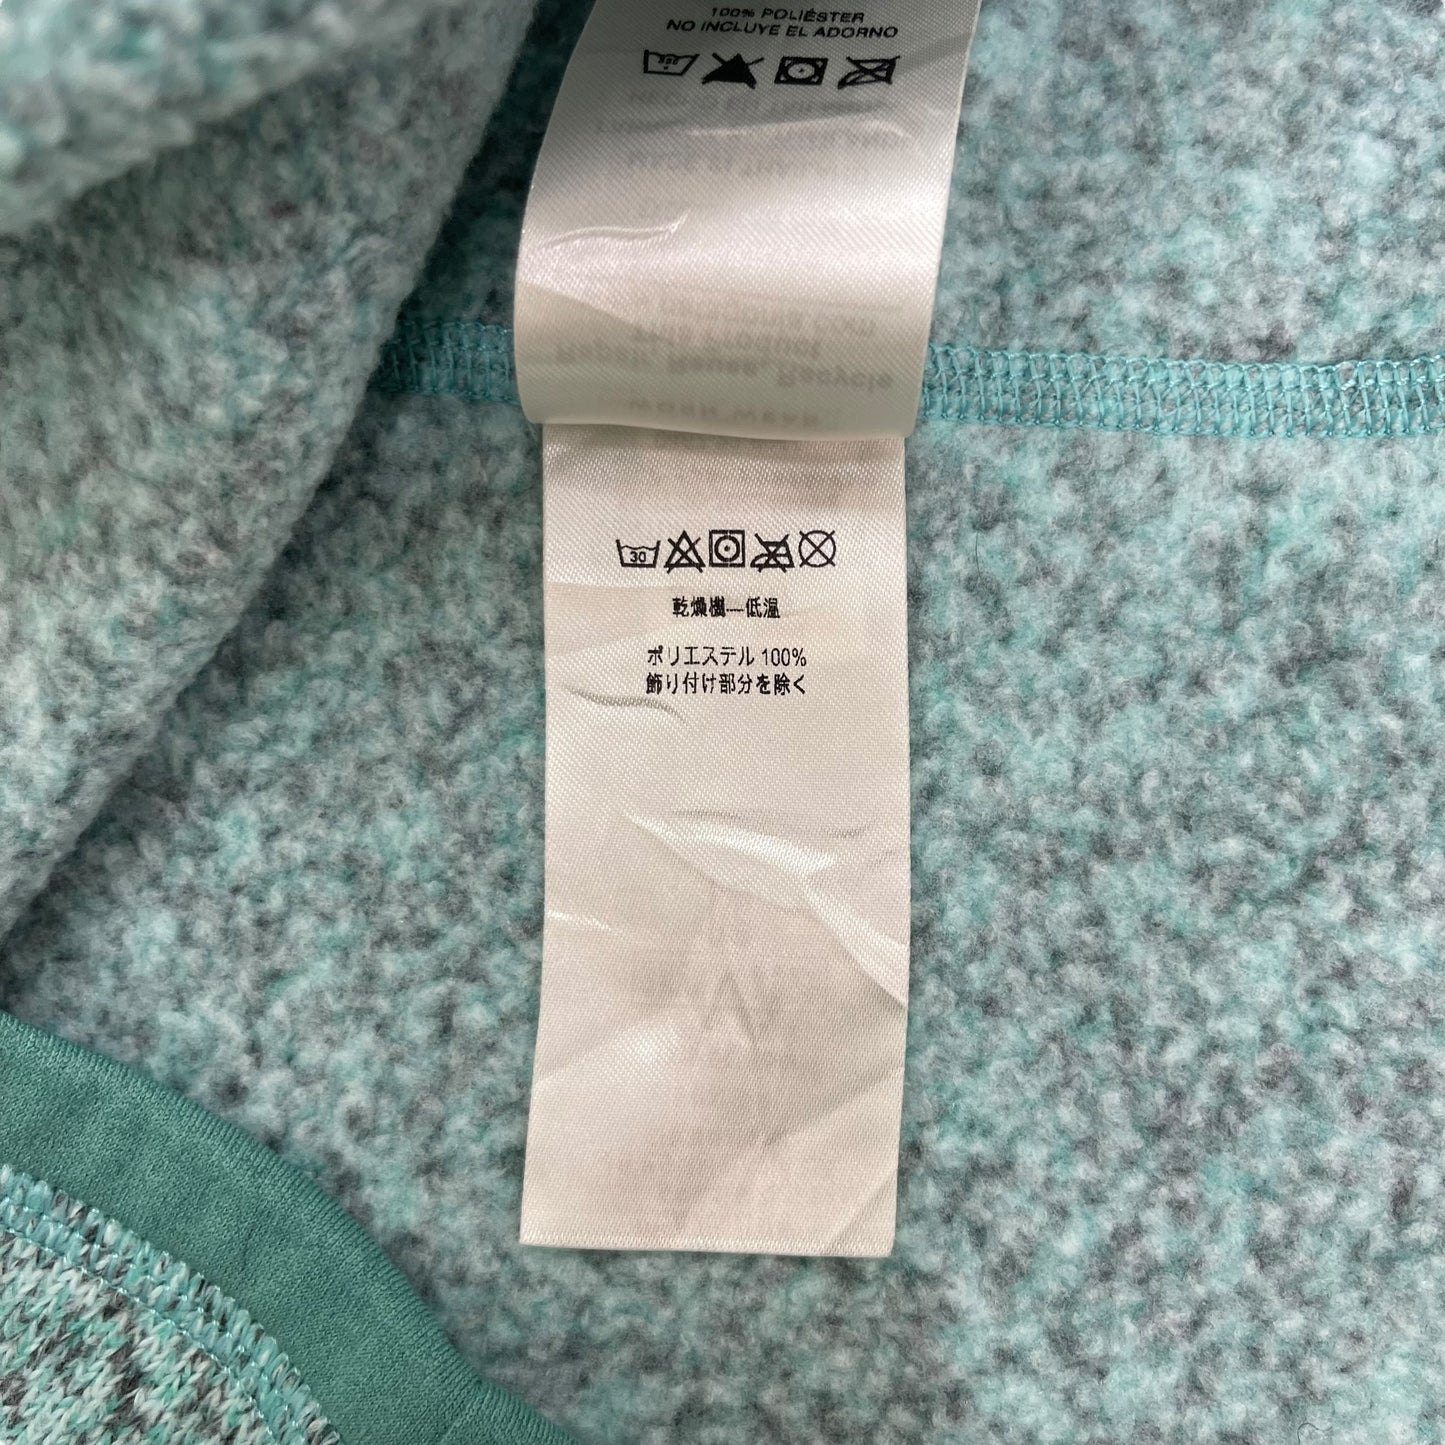 100% POLIÉSTER
NO INCLUYE EL ADORNO
30
乾燥機—低温
ポリエステル 100%
飾り付け部分を除く